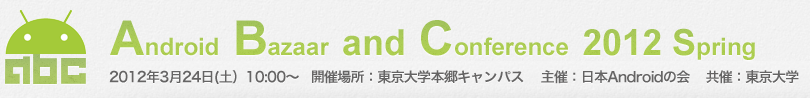 abc
Android Bazaar and Conference 2012 Spring
2012年3月24日(土) 10:00～ 開催場所：東京大学本郷キャンパス 主催：日本Androidの会 共催：東京大学